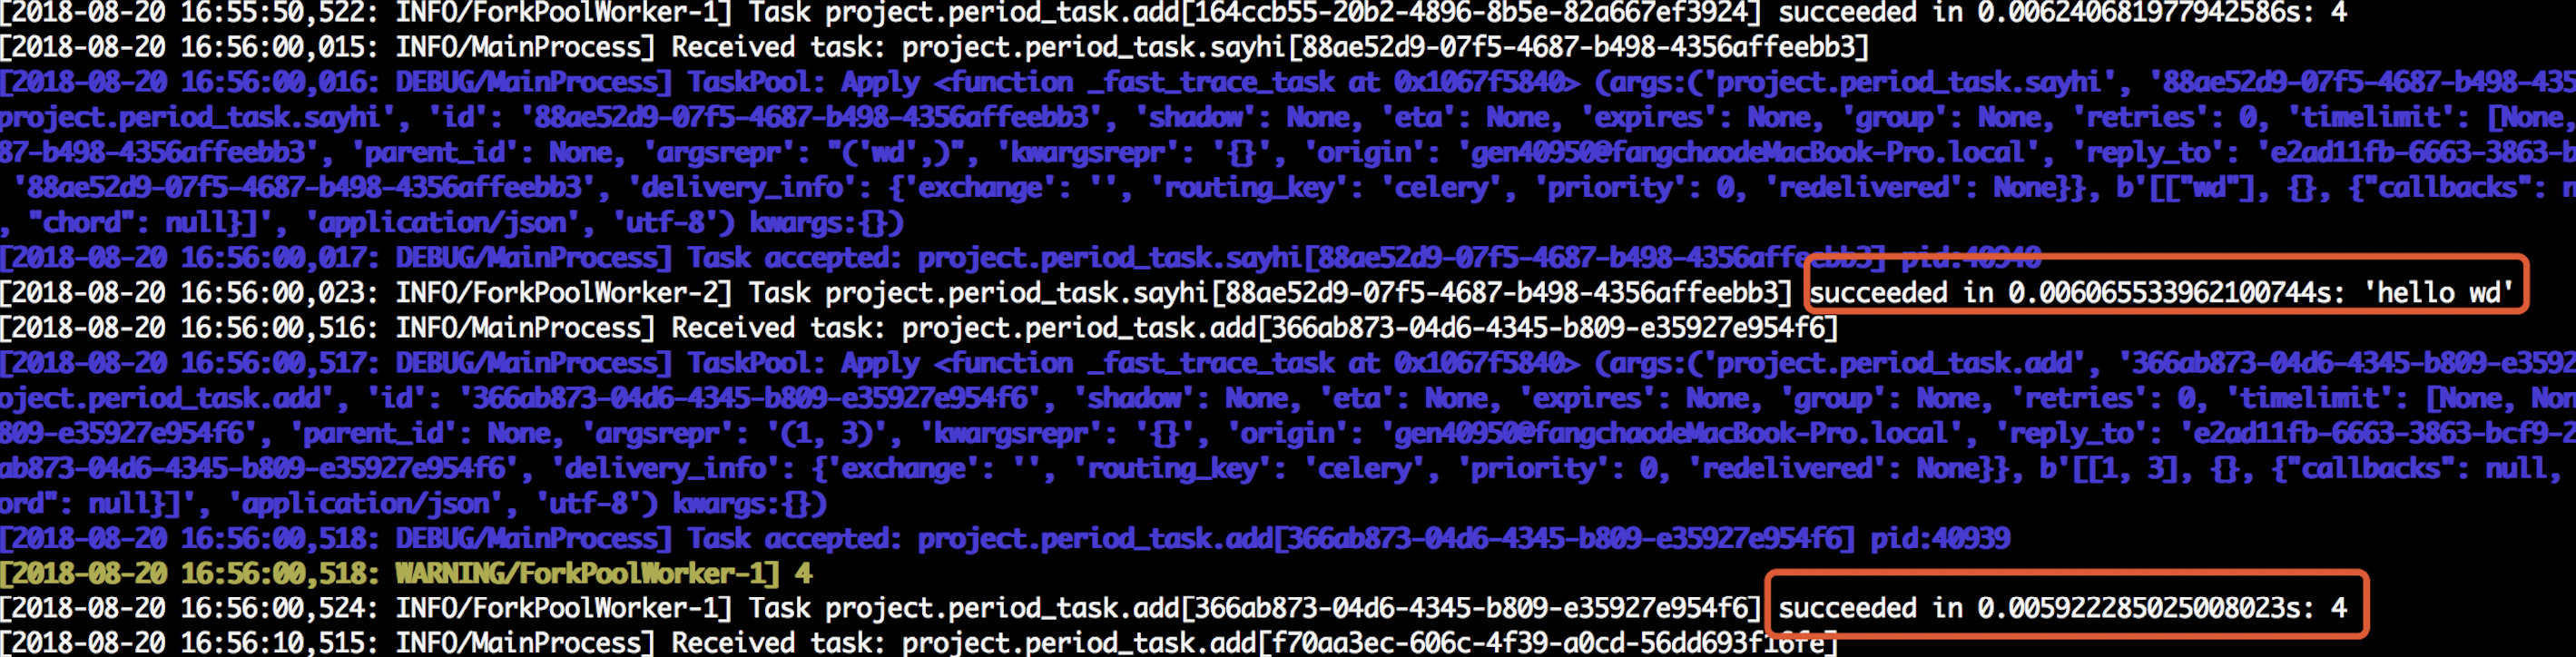 [2018-08-20 16:55:50,522: INFO/ForkPoolWorker-1] Task project.period_task.add[164ccb55-20b2-4896-8b5e-82a667ef3924] succeeded in 0.006240681977942586s: 4
[2018-08-20 16:56:00,015: INFO/MainProcess] Received task: project.period_task.sayhi[88ae52d9-07f5-4687-b498-4356affeebb3]
[2018-08-20 16:56:00,016: DEBUG/MainProcess] TaskPool: Apply <function _fast_trace_task at 0x1067f5840> (args:('project.period_task.sayhi', '88ae52d9-07f5-4687-b498-435
project.period_task.sayhi', 'id': '88ae52d9-07f5-4687-b498-4356affeebb3', 'shadow': None, 'eta': None, 'expires': None, 'group': None, 'retries': 0, 'timelimit': [None,
87-b498-4356affeebb3', 'parent_id': None, 'argsrepr': "('wd',)", 'kwargsrepr': '{}', 'origin': 'gen40950@fangchaodeMacBook-Pro.local', 'reply_to': 'e2ad11fb-6663-3863-b
 '88ae52d9-07f5-4687-b498-4356affeebb3', 'delivery_info': {'exchange': '', 'routing_key': 'celery', 'priority': 0, 'redelivered': None}}, b'[["wd"], {}, {"callbacks": n
, "chord": null}]', 'application/json', 'utf-8') kwargs:{})
[2018-08-20 16:56:00,017: DEBUG/MainProcess] Task accepted: project.period_task.sayhi[88ae52d9-07f5-4687-b498-4356affeebb3] pid:40940
[2018-08-20 16:56:00,023: INFO/ForkPoolWorker-2] Task project.period_task.sayhi[88ae52d9-07f5-4687-b498-4356affeebb3] succeeded in 0.006065533962100744s: 'hello wd'
[2018-08-20 16:56:00,516: INFO/MainProcess] Received task: project.period_task.add[366ab873-04d6-4345-b809-e35927e954f6]
[2018-08-20 16:56:00,517: DEBUG/MainProcess] TaskPool: Apply <function _fast_trace_task at 0x1067f5840> (args:('project.period_task.add', '366ab873-04d6-4345-b809-e3592
oject.period_task.add', 'id': '366ab873-04d6-4345-b809-e35927e954f6', 'shadow': None, 'eta': None, 'expires': None, 'group': None, 'retries': 0, 'timelimit': [None, Non
809-e35927e954f6', 'parent_id': None, 'argsrepr': '(1, 3)', 'kwargsrepr': '{}', 'origin': 'gen40950@fangchaodeMacBook-Pro.local', 'reply_to': 'e2ad11fb-6663-3863-bcf9-2
ab873-04d6-4345-b809-e35927e954f6', 'delivery_info': {'exchange': '', 'routing_key': 'celery', 'priority': 0, 'redelivered': None}}, b'[[1, 3], {}, {"callbacks": null,
ord": null}]', 'application/json', 'utf-8') kwargs:{})
[2018-08-20 16:56:00,518: DEBUG/MainProcess] Task accepted: project.period_task.add[366ab873-04d6-4345-b809-e35927e954f6] pid:40939
[2018-08-20 16:56:00,518: WARNING/ForkPoolWorker-1] 4
[2018-08-20 16:56:00,524: INFO/ForkPoolWorker-1] Task project.period_task.add[366ab873-04d6-4345-b809-e35927e954f6] succeeded in 0.005922285025008023s: 4
[2018-08-20 16:56:10,515: INFO/MainProcess] Received task: project.period_task.add[f70aa3ec-606c-4f39-a0cd-56dd693f16fe]